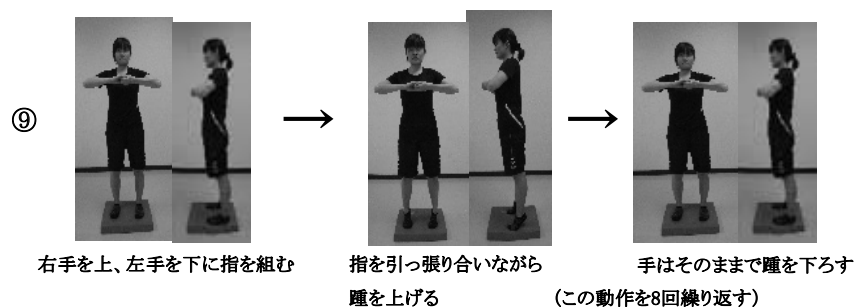 ⑨
右手を上、左手を下に指を組む
指を引っ張り合いながら
踵を上げる
手はそのままで踵を下ろす
（この動作を8回繰り返す）